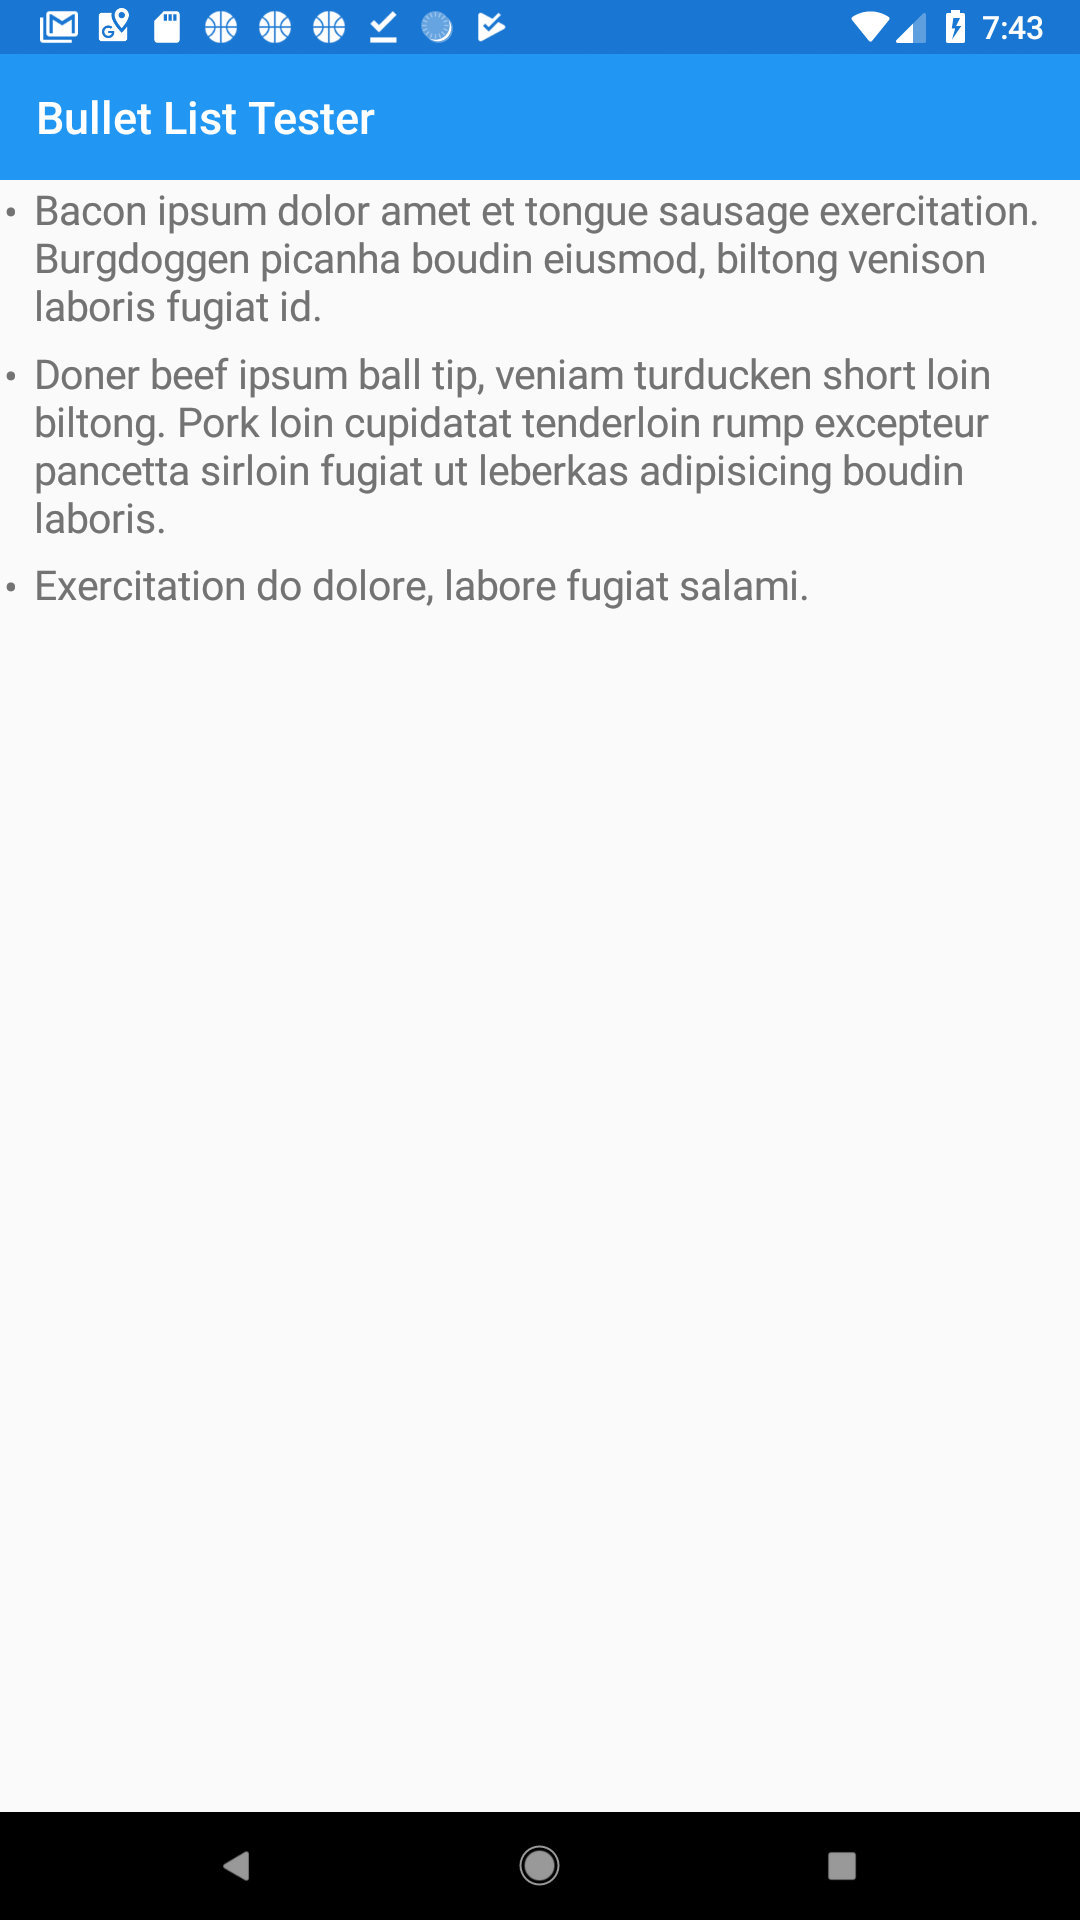 7:43
Bullet List Tester
• Bacon ipsum dolor amet et tongue sausage exercitation.
Burgdoggen picanha boudin eiusmod, biltong venison
laboris fugiat id.
• Doner beef ipsum ball tip, veniam turducken short loin
biltong. Pork loin cupidatat tenderloin rump excepteur
pancetta sirloin fugiat ut leberkas adipisicing boudin
laboris.
• Exercitation do dolore, labore fugiat salami.